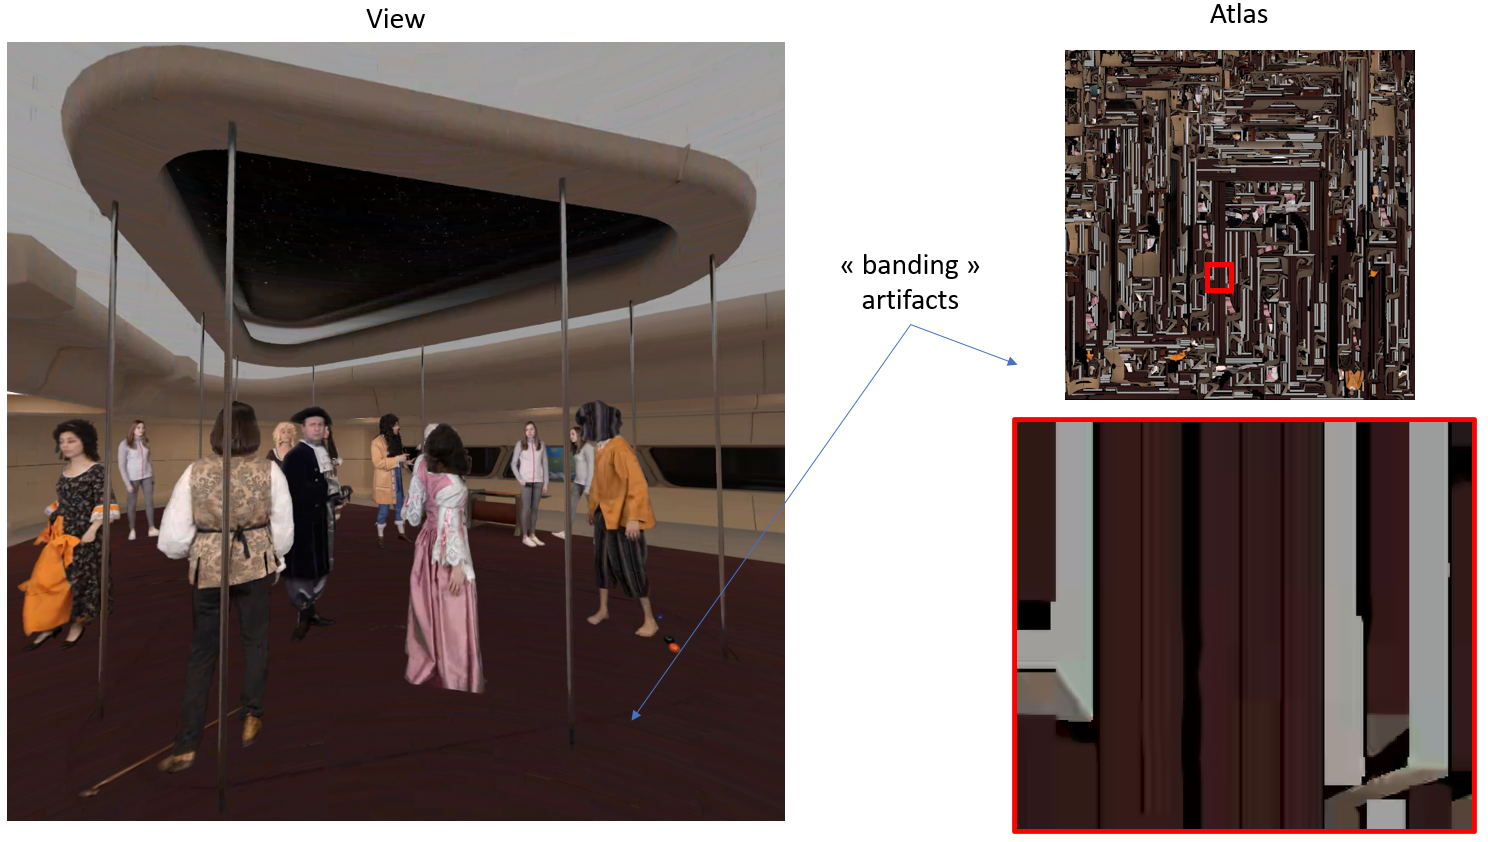 View
Atlas
« banding »
artifacts